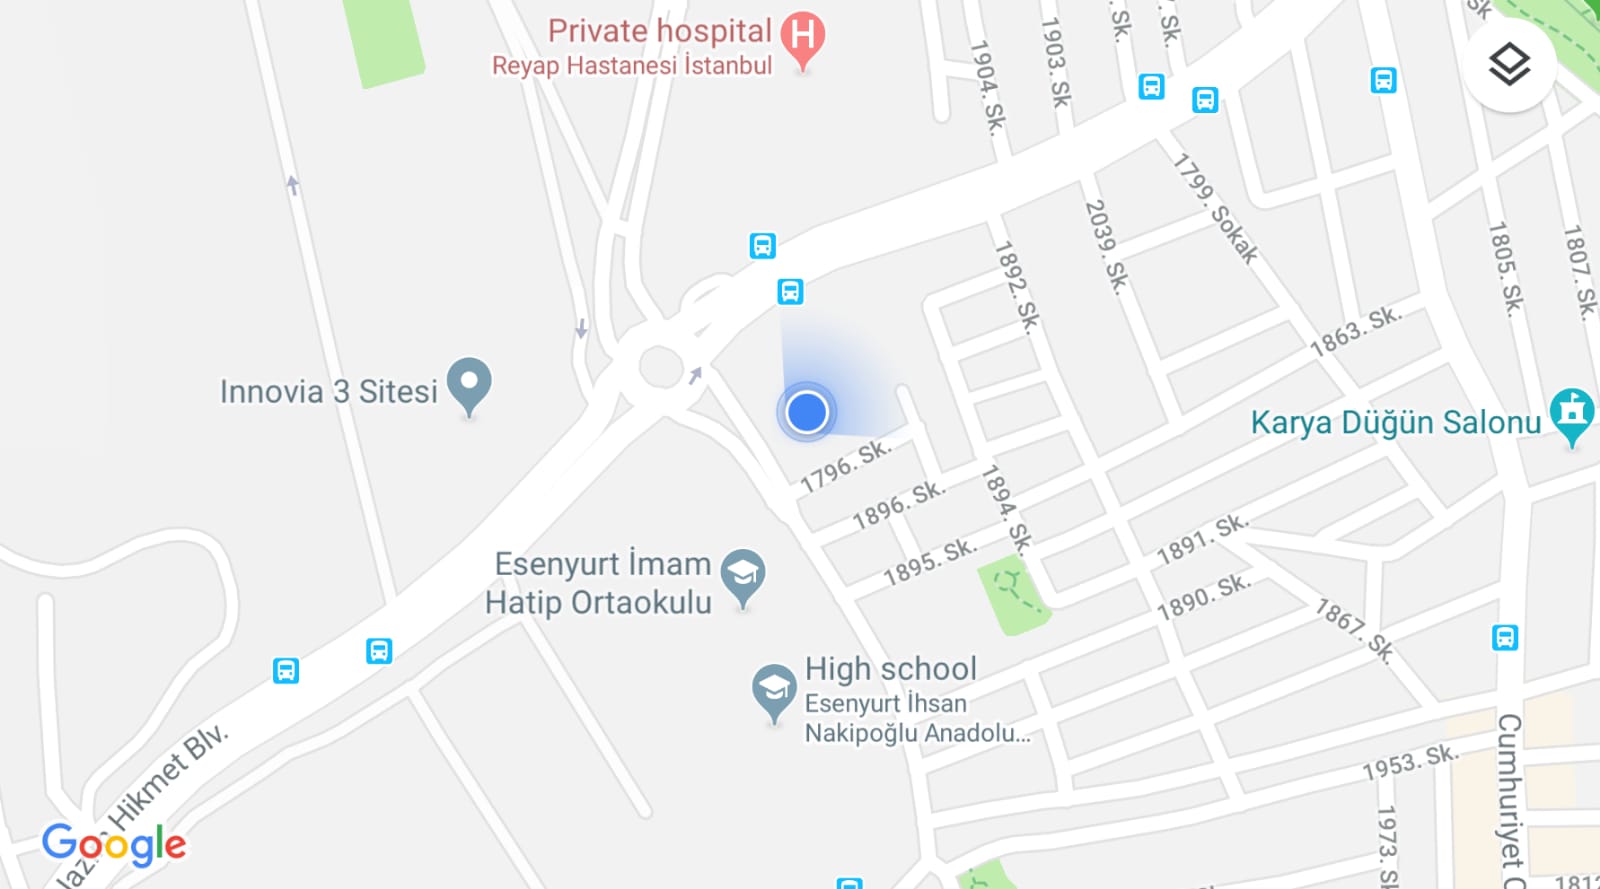 Private hospital
Reyap Hastanesi İstanbul
1904. Sk.
1903. Sk
. Sk.
. Sk.
Sk
1799. Sokak
2039. Sk.
1892. Sk.
1805. Sk.
1807. Sk.
1863. Sk.
Innovia 3 Sitesi
Karya Düğün Salonu
1796. Sk.
1896. Sk.
1894. Sk.
1895. Sk.
1891. Sk.
1890. Sk.
1867. Sk.
Esenyurt İmam
Hatip Ortaokulu
High school
Esenyurt İhsan
Nakipoğlu Anadolu...
Hikmet Blv.
1953. Sk.
Cumhuriyet
1973. Sk
Google